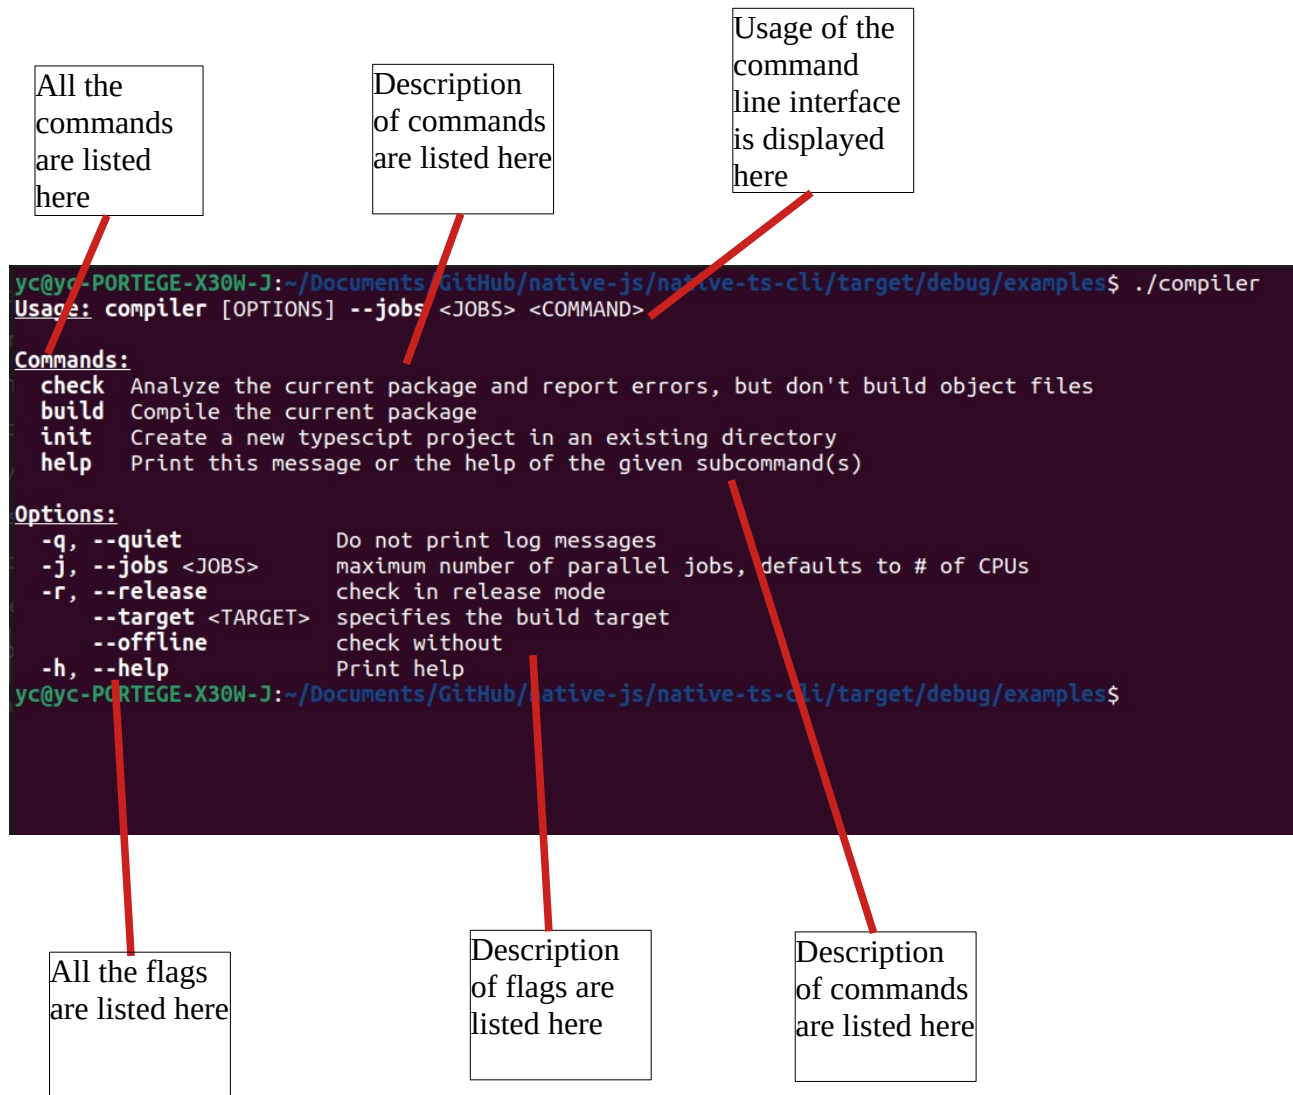 Usage of the
command
line interface
is displayed
here
All the
commands
are listed
here
Description
of commands
are listed here
yc@yc-PORTEGE-X30W-J:~/Documents/GitHub/native-js/native-ts-cli/target/debug/examples$ ./compiler
Usage: compiler [OPTIONS] --jobs <JOBS> <COMMAND>
Commands:
check Analyze the current package and report errors, but don't build object files
build Compile the current package
init Create a new typescipt project in an existing directory
help Print this message or the help of the given subcommand(s)
Options:
-q, --quiet Do not print log messages
-j, --jobs <JOBS> maximum number of parallel jobs, defaults to # of CPUs
-r, --release check in release mode
--target <TARGET> specifies the build target
--offline check without
-h, --help Print help
yc@yc-PORTEGE-X30W-J:~/Documents/GitHub/native-js/native-ts-cli/target/debug/examples$
All the flags
are listed here
Description
of flags are
listed here
Description
of commands
are listed here